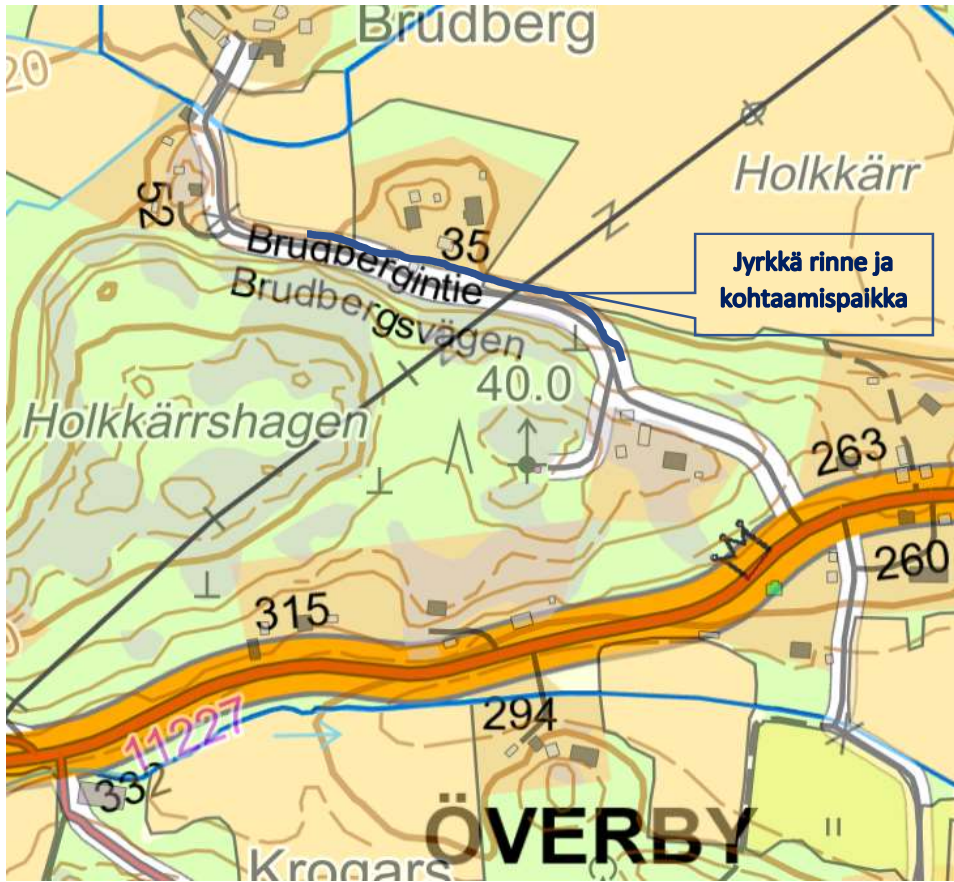 Brudberg
20
Holkkärr
52
35
Brudbergintie
Brudbergsvägen
Jyrkkä rinne ja
kohtaamispaikka
40.0
Holkkärrshagen
263
260
315
294
11227
332
ÖVERBY
Krogars